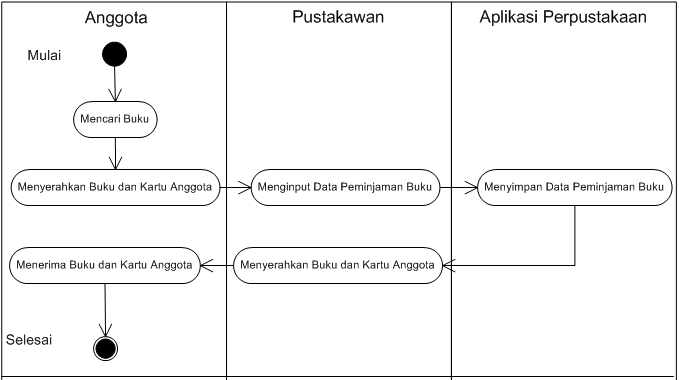 Anggota
Pustakawan
Aplikasi Perpustakaan
Mulai
Mencari Buku
Menyerahkan Buku dan Kartu Anggota
Menginput Data Peminjaman Buku
Menyimpan Data Peminjaman Buku
Menerima Buku dan Kartu Anggota
Menyerahkan Buku dan Kartu Anggota
Selesai